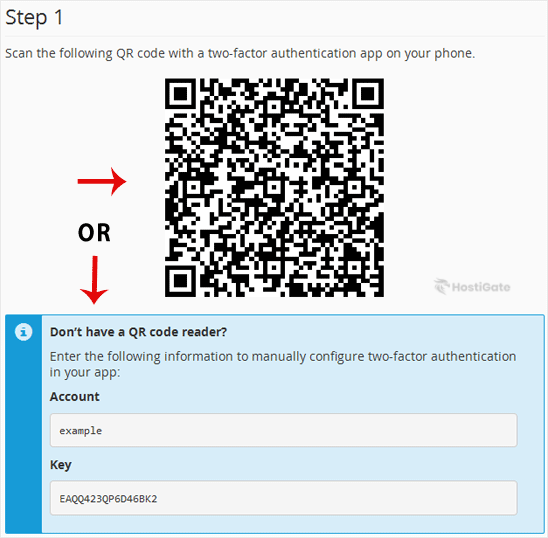 Step 1
Scan the following QR code with a two-factor authentication app on your phone.
OR
HostiGate
Don't have a QR code reader?
Enter the following information to manually configure two-factor authentication
in your app:
Account
example
Key
EAQQ423QP6D46BK2